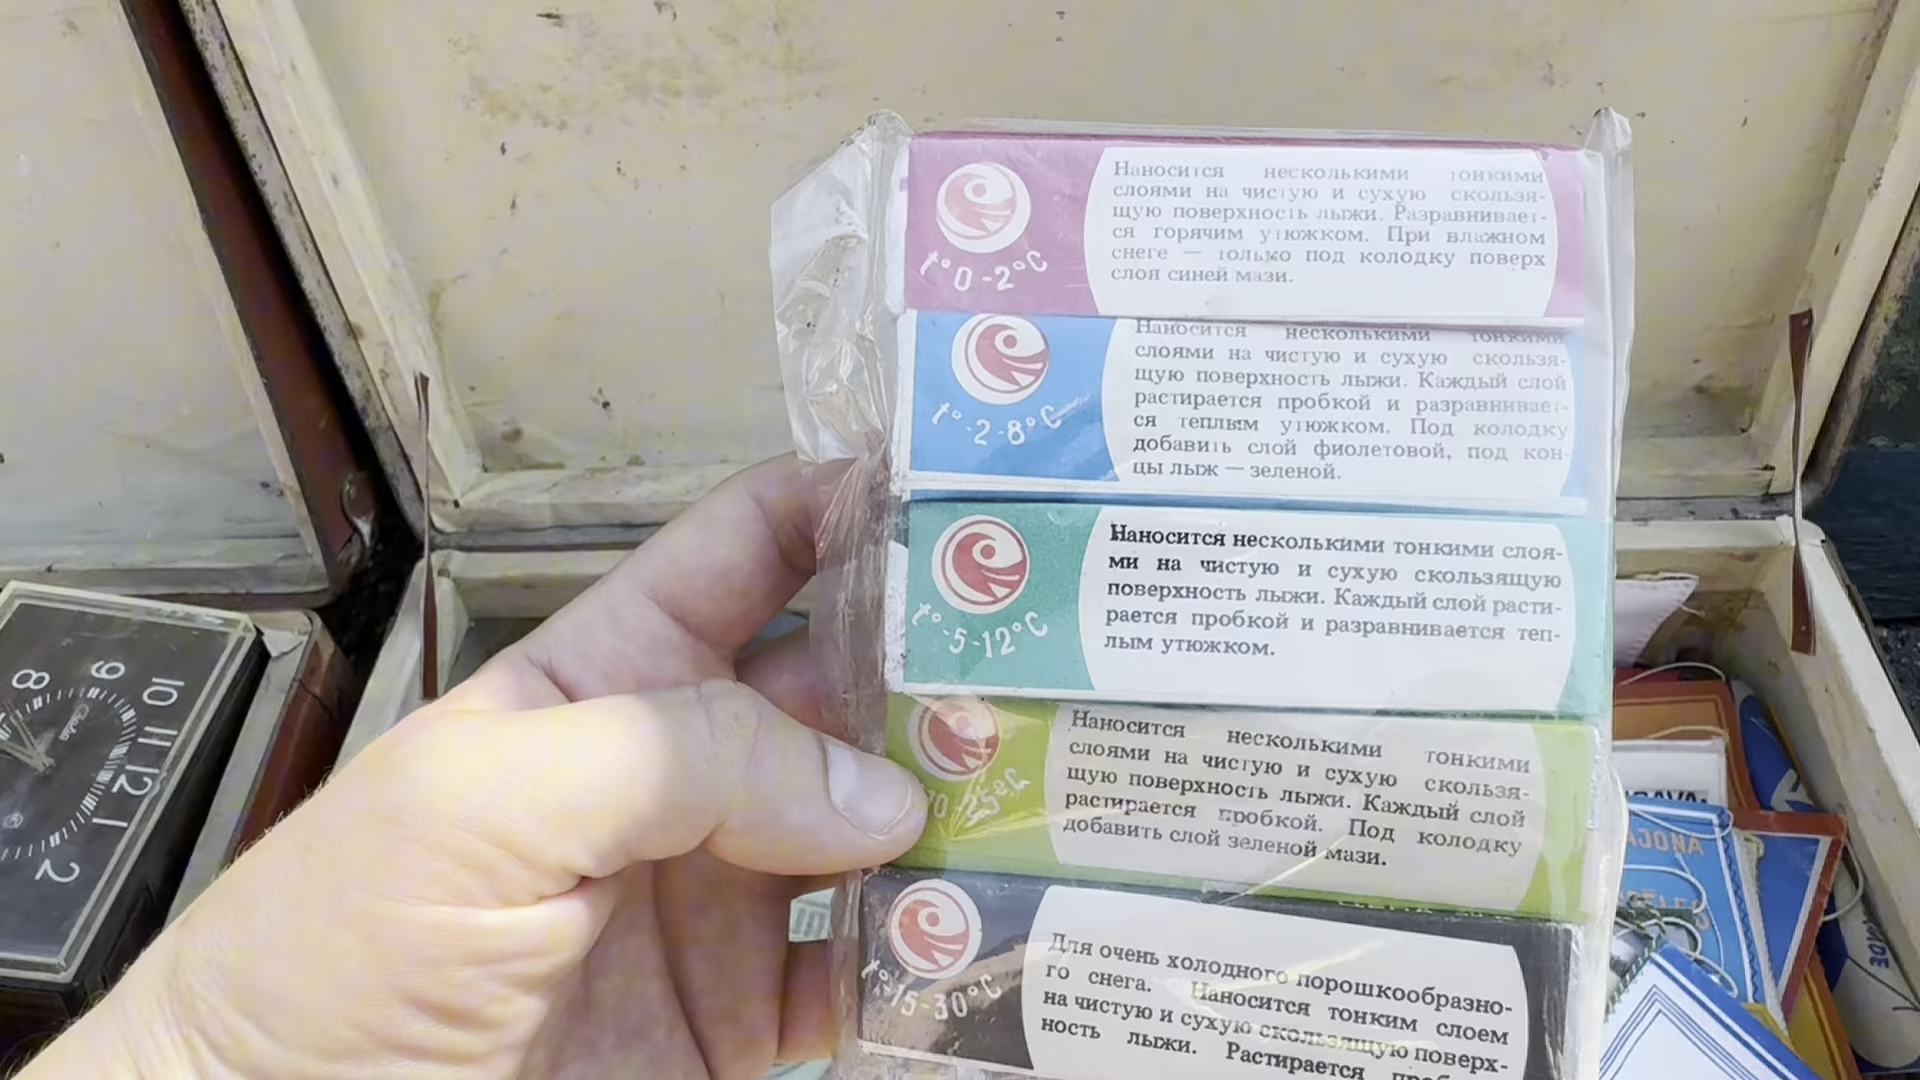 Наносится несколькими тонкими
слоями на чистую и сухую скользя-
щую поверхность лыжи. Разравнивает-
ся горячим утюжком. При влажном
снеге — только под колодку поверх
слоя синей мази.
t° 0-2°C
Наносится несколькими тонкими
слоями на чистую и сухую скользя-
щую поверхность лыжи. Каждый слой
растирается пробкой и разравнивает-
ся теплым утюжком. Под колодку
добавить слой фиолетовой, под кон-
цы лыж — зеленой.
t°-2-8°C
Наносится несколькими тонкими слоя-
ми на чистую и сухую скользящую
поверхность лыжи. Каждый слой расти-
рается пробкой и разравнивается теп-
лым утюжком.
t°-5-12°C
Наносится несколькими тонкими
слоями на чистую и сухую скользя-
щую поверхность лыжи. Каждый слой
растирается пробкой. Под колодку
добавить слой зеленой мази.
-25°C
Для очень холодного порошкообразно-
го снега. Наносится тонким слоем
на чистую и сухую скользящую поверх-
ность лыжи. Растирается
t°-15-30°C
8
9
10
11
12
1
2